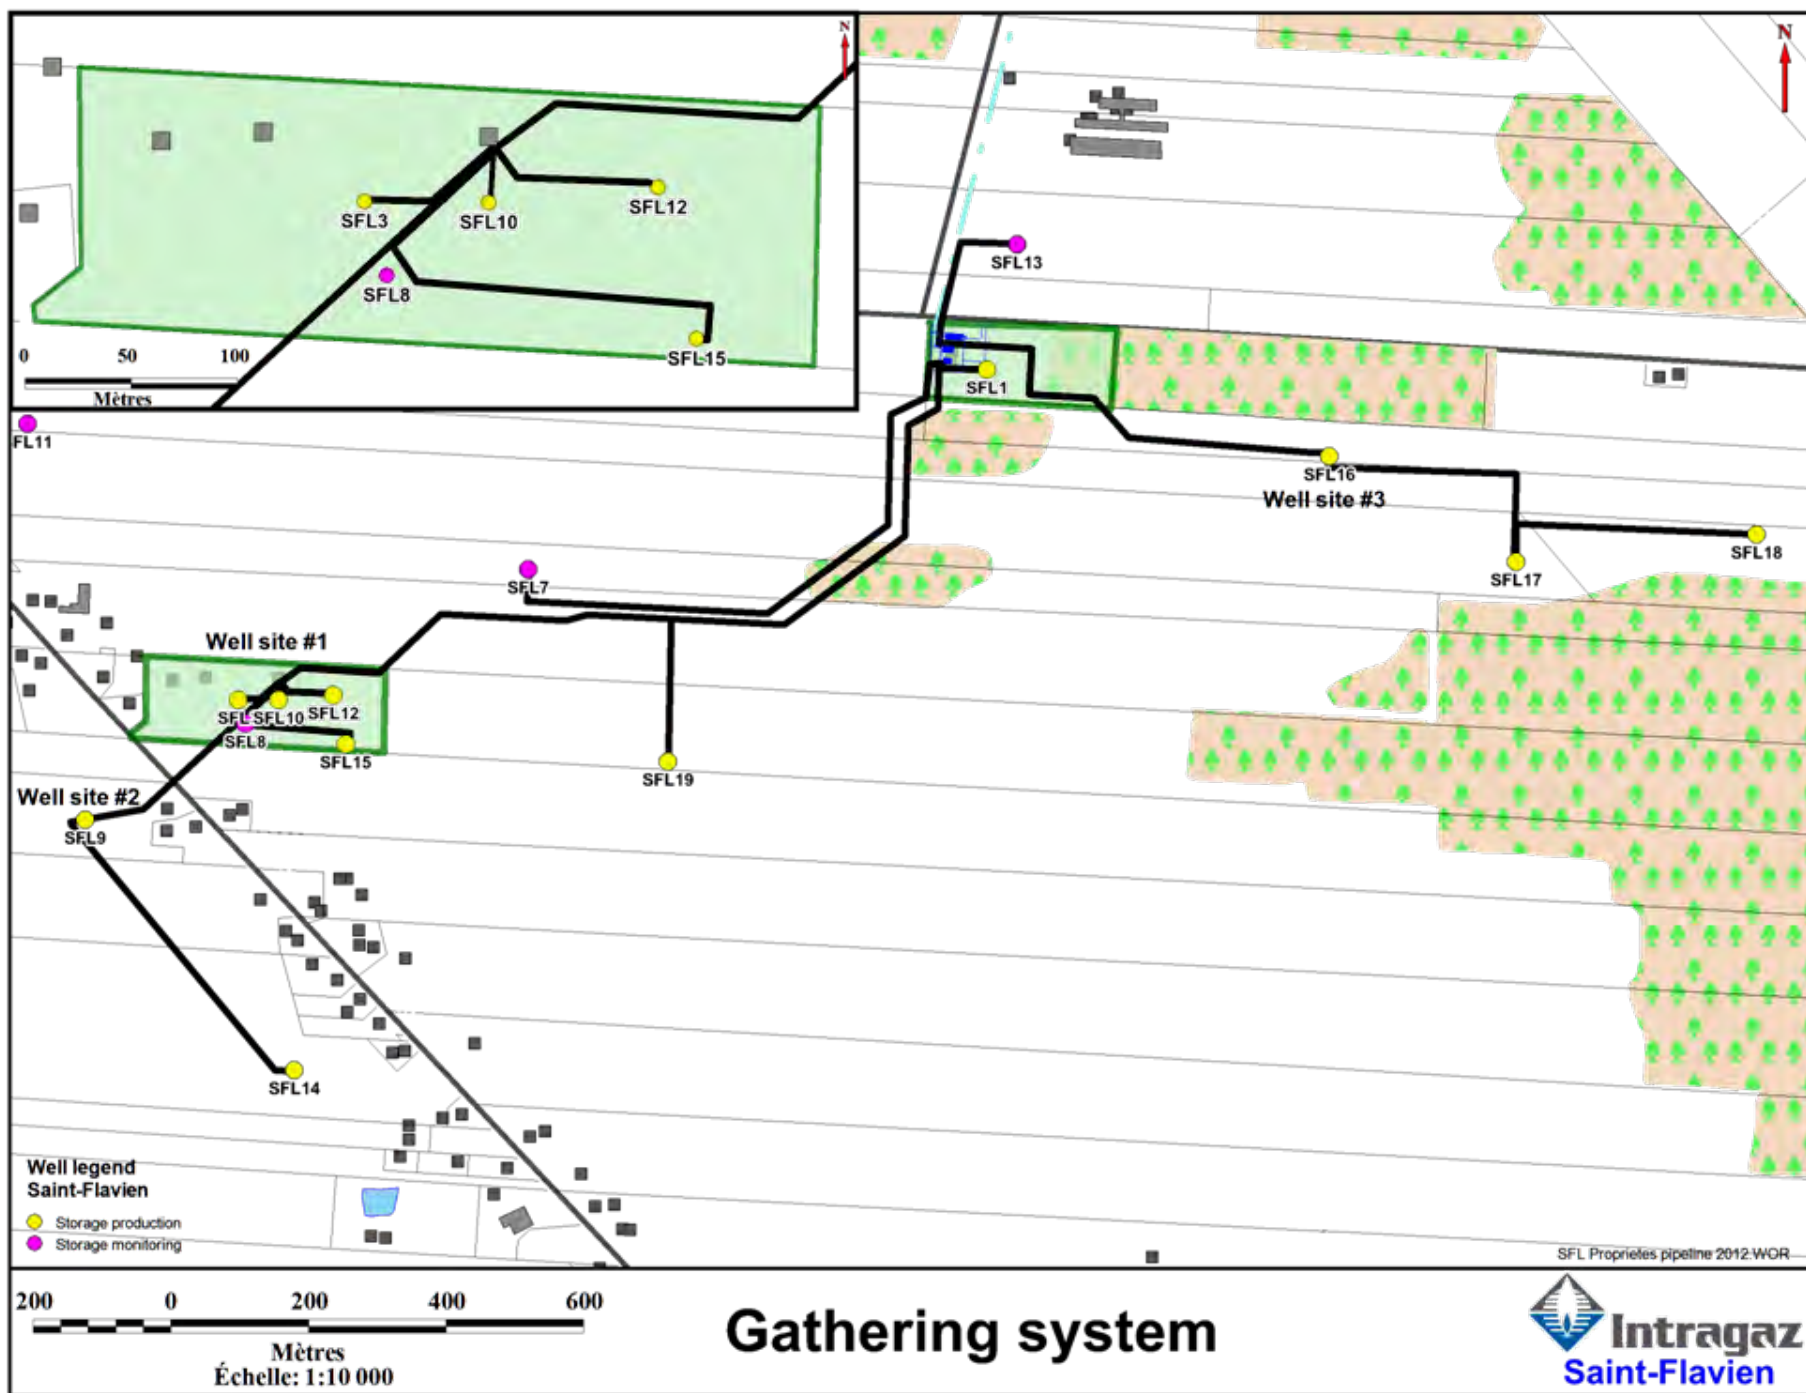 N
SFL3
SFL10
SFL12
SFL8
SFL15
0 50 100
Mètres
N
SFL13
SFL1
FL11
SFL16
Well site #3
SFL18
SFL17
SFL7
Well site #1
SFL SFL10 SFL12
SFL8
SFL15
SFL19
Well site #2
SFL9
SFL14
Well legend
Saint-Flavien
Storage production
Storage monitoring
SFL Proprietes pipeline 2012.WOR
200 0 200 400 600
Mètres
Échelle: 1:10 000
Gathering system
Intragaz
Saint-Flavien